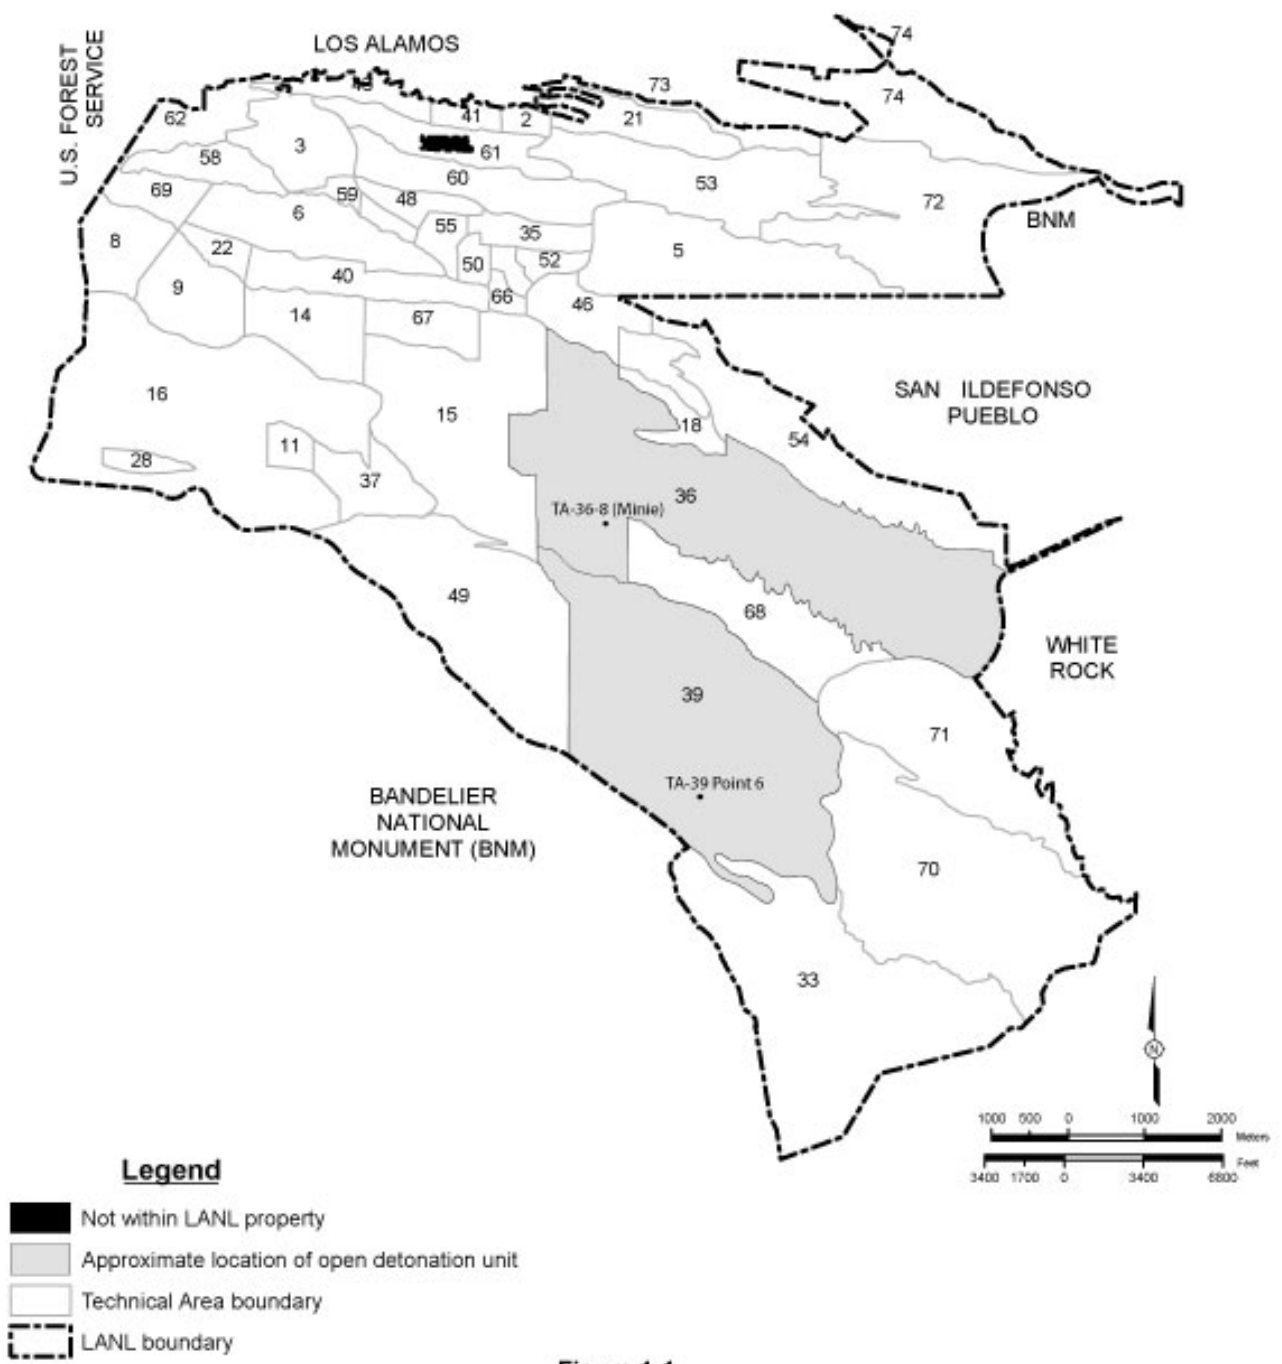 74
LOS ALAMOS
U.S. FOREST
SERVICE
73
74
62
41
2
21
3
61
58
60
53
69
59
48
72
6
55
35
BNM
8
22
50
52
5
40
9
66
46
14
67
16
15
SAN ILDEFONSO
PUEBLO
18
54
11
28
37
36
TA-36-8 (Minie)
49
68
WHITE
ROCK
39
71
TA-39 Point 6
BANDELIER
NATIONAL
MONUMENT (BNM)
70
33
N
1000 500 0 1000 2000
Meters
Feet
3400 1700 0 3400 6800
Legend
Not within LANL property
Approximate location of open detonation unit
Technical Area boundary
LANL boundary